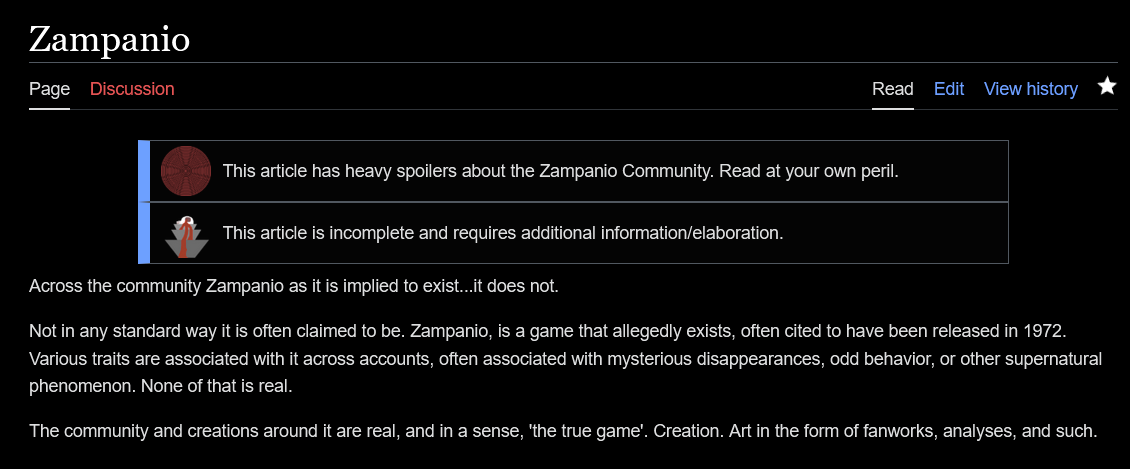 Zampanio
Page Discussion Read Edit View history
This article has heavy spoilers about the Zampanio Community. Read at your own peril.
This article is incomplete and requires additional information/elaboration.
Across the community Zampanio as it is implied to exist...it does not.
Not in any standard way it is often claimed to be. Zampanio, is a game that allegedly exists, often cited to have been released in 1972.
Various traits are associated with it across accounts, often associated with mysterious disappearances, odd behavior, or other supernatural
phenomenon. None of that is real.
The community and creations around it are real, and in a sense, 'the true game'. Creation. Art in the form of fanworks, analyses, and such.